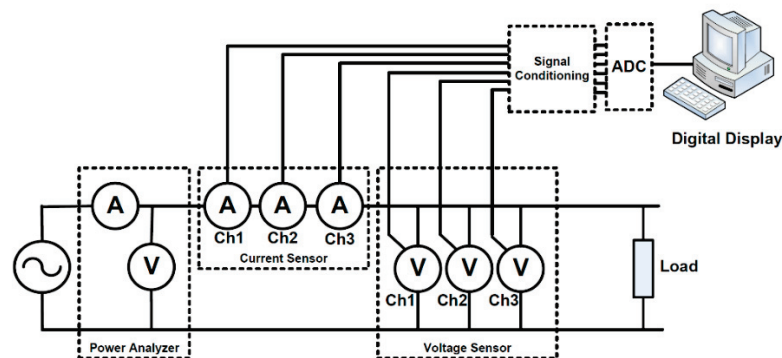 Signal
Conditioning
ADC
Digital Display
A
A
A
A
Ch1
Ch2
Ch3
Current Sensor
V
V
V
V
Ch1
Ch2
Ch3
Load
Power Analyzer
Voltage Sensor